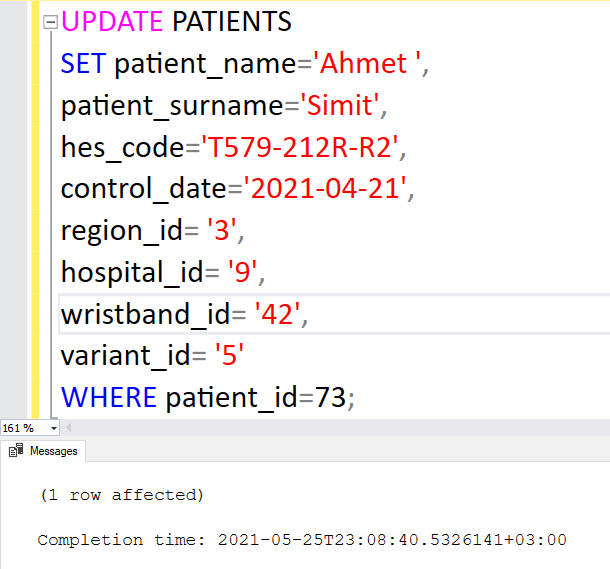 UPDATE PATIENTS
SET patient_name='Ahmet ',
patient_surname='Simit',
hes_code='T579-212R-R2',
control_date='2021-04-21',
region_id= '3',
hospital_id= '9',
wristband_id= '42',
variant_id= '5'
WHERE patient_id=73;
161 %
Messages
(1 row affected)
Completion time: 2021-05-25T23:08:40.5326141+03:00